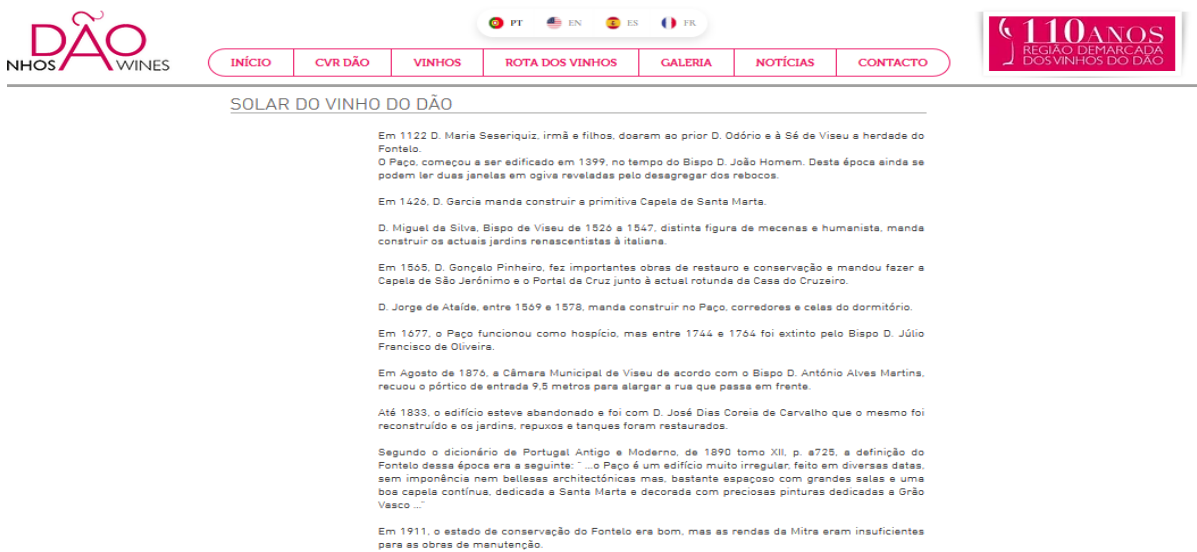 DÃO
NHOS WINES
PT EN ES FR
INÍCIO CVR DÃO VINHOS ROTA DOS VINHOS GALERIA NOTÍCIAS CONTACTO
110 ANOS
REGIÃO DEMARCADA
DOS VINHOS DO DÃO
SOLAR DO VINHO DO DÃO
Em 1122 D. Maria Seseriquiz, irmã e filhos, doaram ao prior D. Odório e à Sé de Viseu a herdade do
Fontelo.
O Paço, começou a ser edificado em 1399, no tempo do Bispo D. João Homem. Desta época ainda se
podem ler duas janelas em ogiva reveladas pelo desagregar dos rebocos.
Em 1426, D. Garcia manda construir a primitiva Capela de Santa Marta.
D. Miguel da Silva, Bispo de Viseu de 1526 a 1547, distinta figura de mecenas e humanista, manda
construir os actuais jardins renascentistas à italiana.
Em 1565, D. Gonçalo Pinheiro, fez importantes obras de restauro e conservação e mandou fazer a
Capela de São Jerónimo e o Portal da Cruz junto à actual rotunda da Casa do Cruzeiro.
D. Jorge de Ataíde, entre 1569 e 1578, manda construir no Paço, corredores e celas do dormitório.
Em 1677, o Paço funcionou como hospício, mas entre 1744 e 1764 foi extinto pelo Bispo D. Júlio
Francisco de Oliveira.
Em Agosto de 1876, a Câmara Municipal de Viseu de acordo com o Bispo D. António Alves Martins,
recuou o pórtico de entrada 9,5 metros para alargar a rua que passa em frente.
Até 1833, o edifício esteve abandonado e foi com D. José Dias Coreia de Carvalho que o mesmo foi
reconstruído e os jardins, repuxos e tanques foram restaurados.
Segundo o dicionário de Portugal Antigo e Moderno, de 1890 tomo XII, p. a725, a definição do
Fontelo dessa época era a seguinte: " ...o Paço é um edifício muito irregular, feito em diversas datas,
sem imponência nem bellesas architectónicas mas, bastante espaçoso com grandes salas e uma
boa capela contínua, dedicada a Santa Marta e decorada com preciosas pinturas dedicadas a Grão
Vasco ..."
Em 1911, o estado de conservação do Fontelo era bom, mas as rendas da Mitra eram insuficientes
para as obras de manutenção.